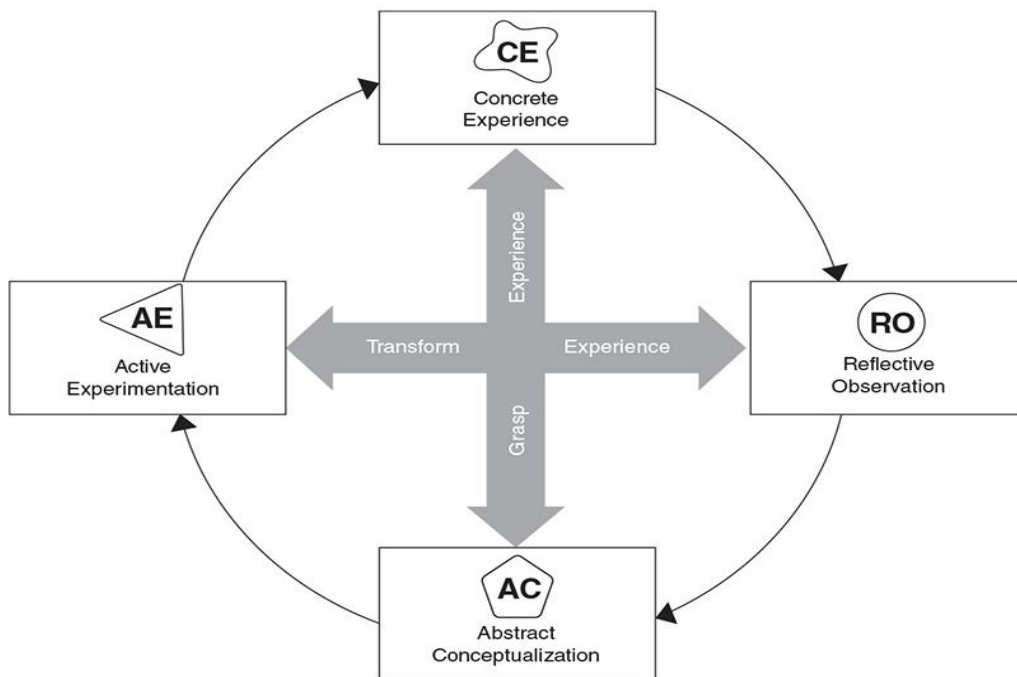 CE
Concrete
Experience
Experience
AE
Active
Experimentation
Transform
Experience
RO
Reflective
Observation
Grasp
AC
Abstract
Conceptualization